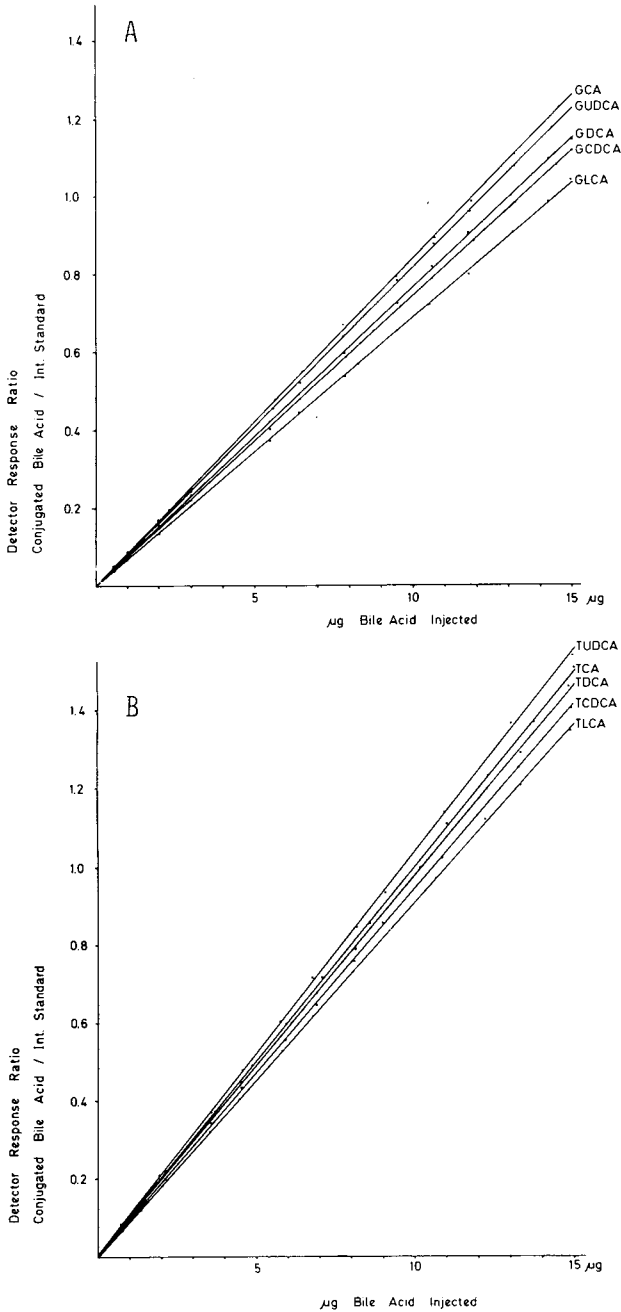 A
1.4
1.2
1.0
0.8
0.6
0.4
0.2
GCA
GUDCA
GDCA
GCDCA
GLCA
Detector Response Ratio
Conjugated Bile Acid / Int. Standard
5
10
15 µg
µg Bile Acid Injected
B
1.4
1.2
1.0
0.8
0.6
0.4
0.2
TUDCA
TCA
TDCA
TCDCA
TLCA
Detector Response Ratio
Conjugated Bile Acid / Int. Standard
5
10
15 µg
µg Bile Acid Injected